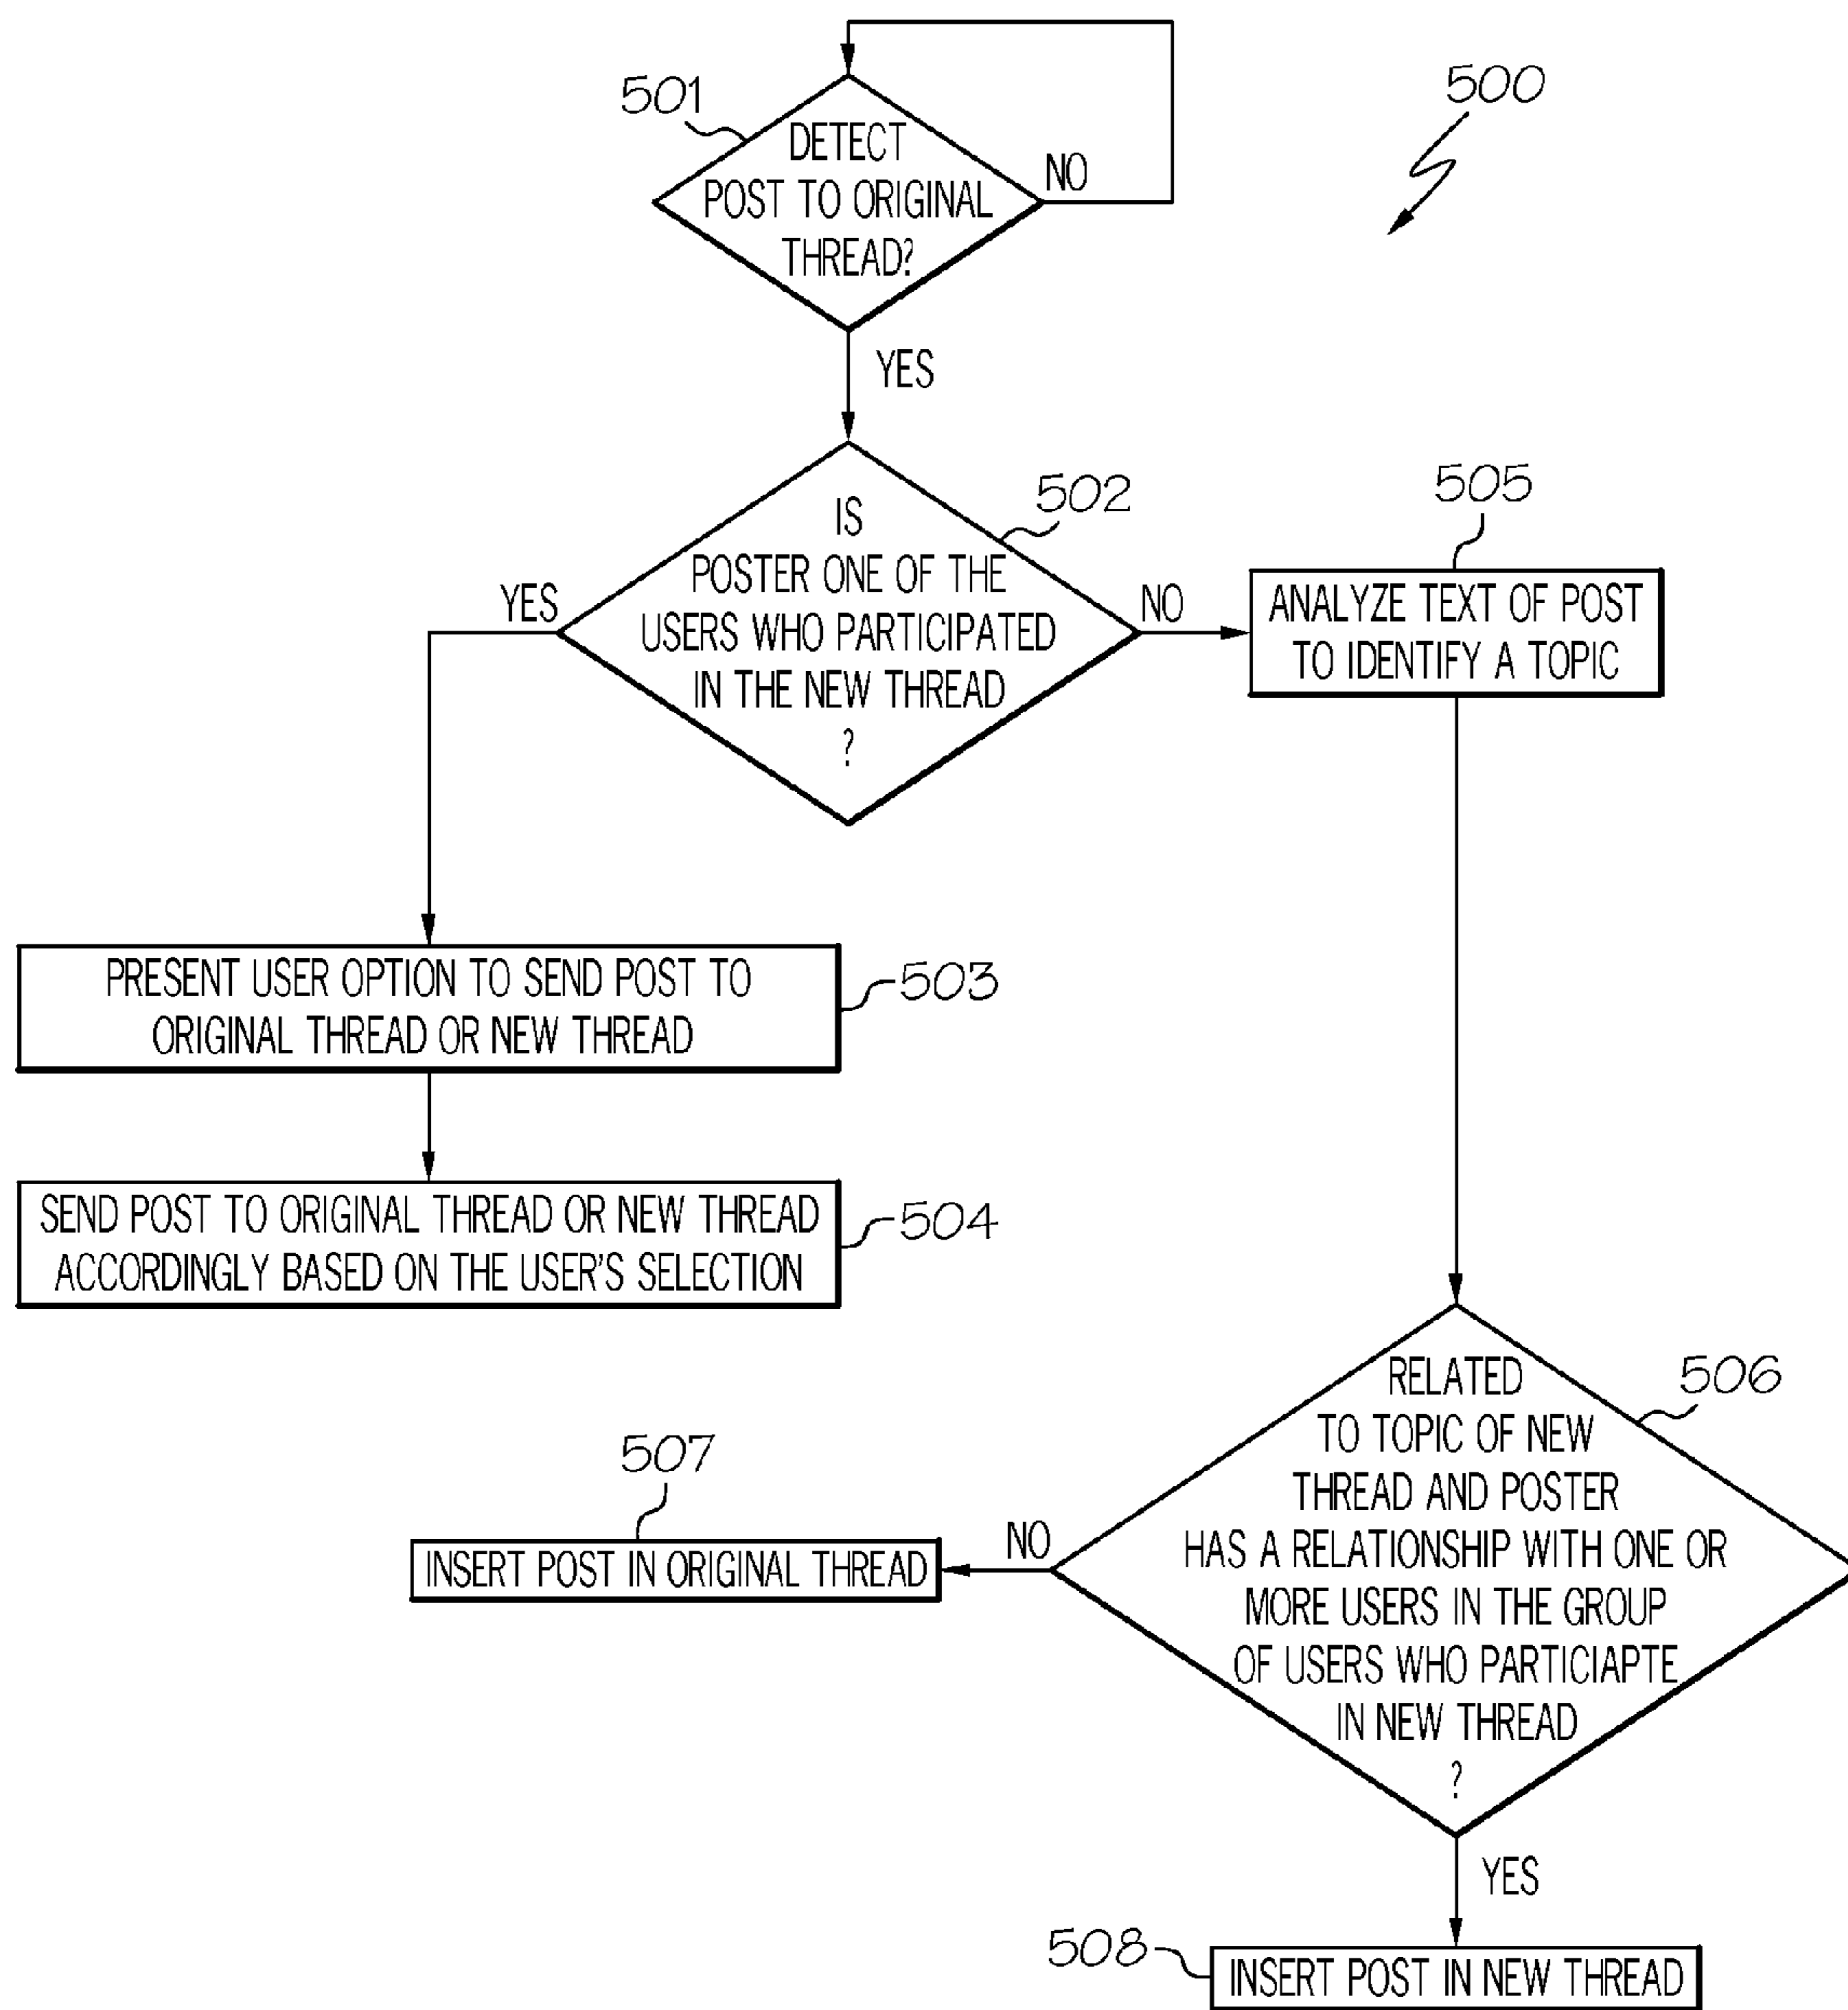 500
501
DETECT
POST TO ORIGINAL
THREAD?
NO
YES
502
IS
POSTER ONE OF THE
USERS WHO PARTICIPATED
IN THE NEW THREAD
?
YES
NO
505
ANALYZE TEXT OF POST
TO IDENTIFY A TOPIC
PRESENT USER OPTION TO SEND POST TO
ORIGINAL THREAD OR NEW THREAD
503
SEND POST TO ORIGINAL THREAD OR NEW THREAD
ACCORDINGLY BASED ON THE USER'S SELECTION
504
506
RELATED
TO TOPIC OF NEW
THREAD AND POSTER
HAS A RELATIONSHIP WITH ONE OR
MORE USERS IN THE GROUP
OF USERS WHO PARTICIAPTE
IN NEW THREAD
?
NO
507
INSERT POST IN ORIGINAL THREAD
YES
508
INSERT POST IN NEW THREAD